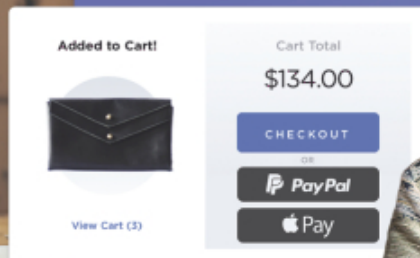 Added to Cart!
View Cart (3)
Cart Total
$134.00
CHECKOUT
OR
PayPal
Pay